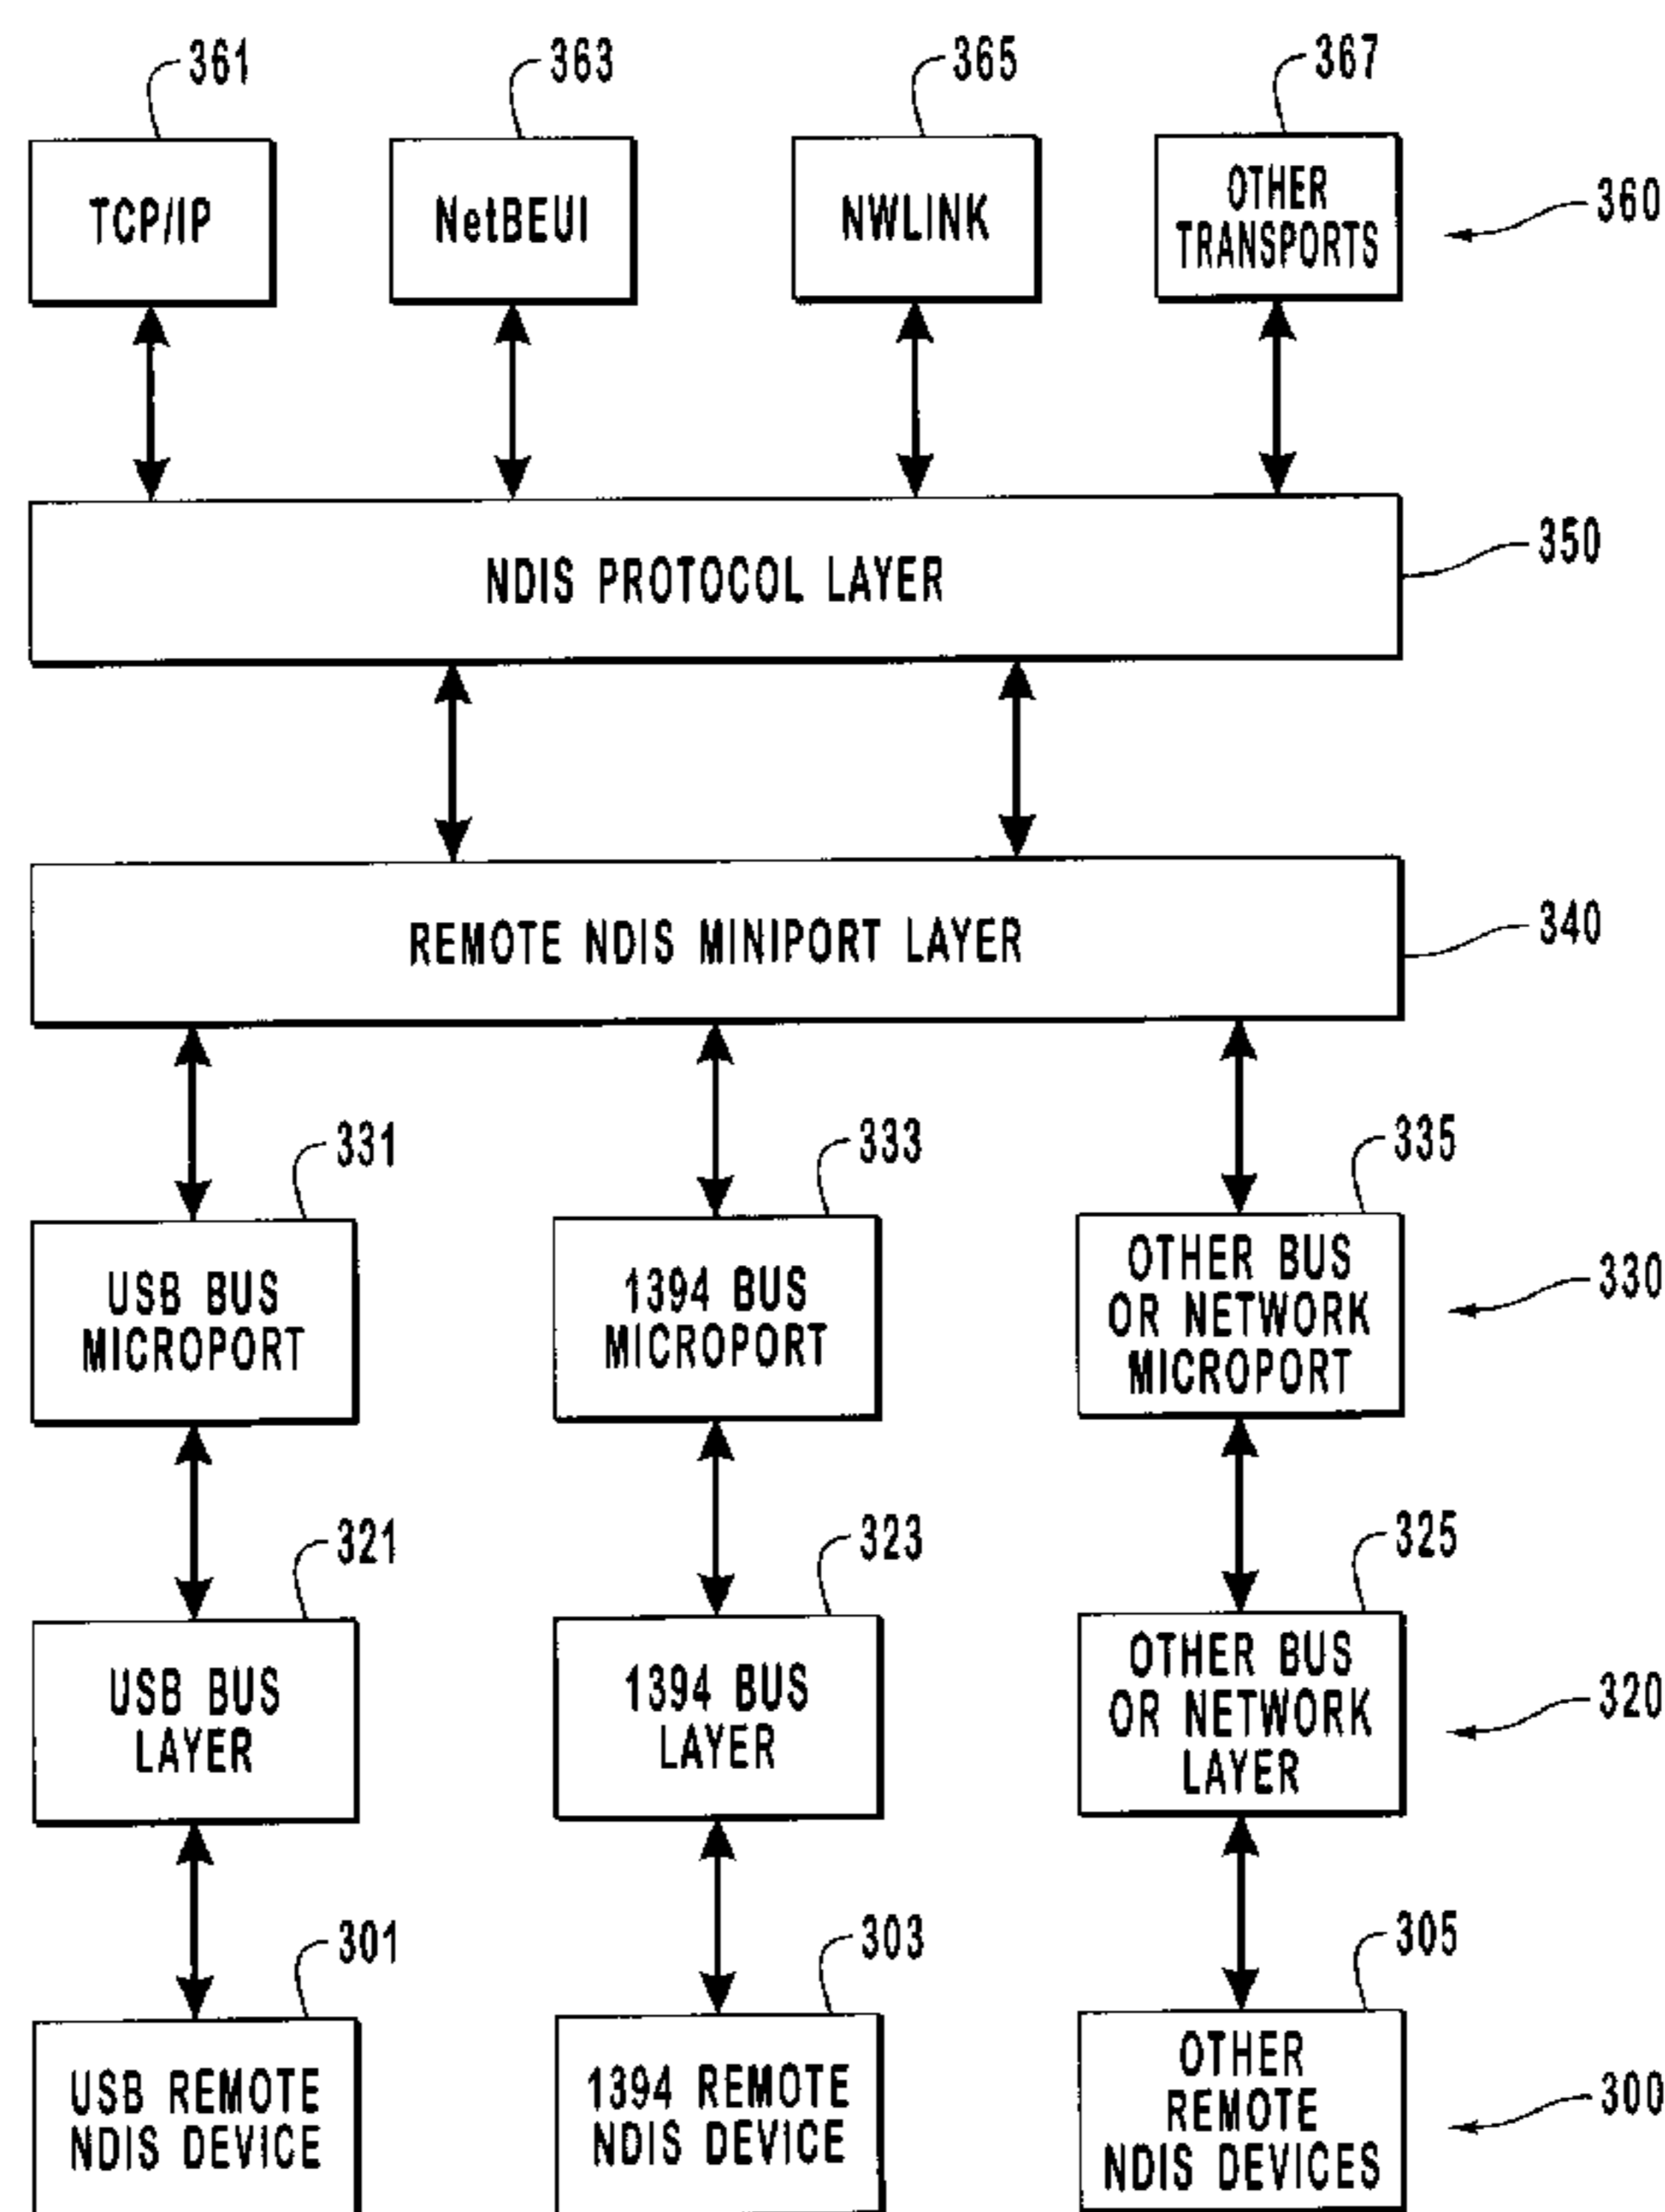 361
363
365
367
TCP/IP
NetBEUI
NWLINK
OTHER
TRANSPORTS
360
NDIS PROTOCOL LAYER
350
REMOTE NDIS MINIPORT LAYER
340
331
333
335
USB BUS
MICROPORT
1394 BUS
MICROPORT
OTHER BUS
OR NETWORK
MICROPORT
330
321
323
325
USB BUS
LAYER
1394 BUS
LAYER
OTHER BUS
OR NETWORK
LAYER
320
301
303
305
USB REMOTE
NDIS DEVICE
1394 REMOTE
NDIS DEVICE
OTHER
REMOTE
NDIS DEVICES
300